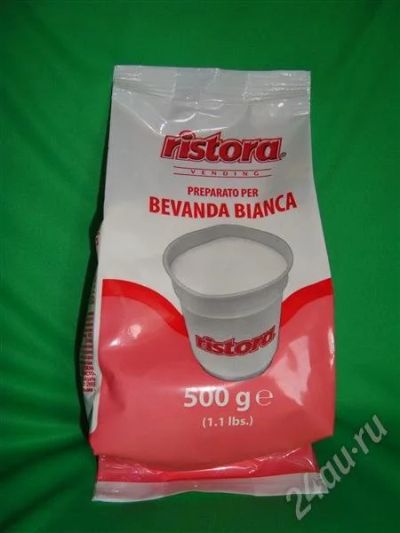 ristora
VENDING
PREPARATO PER
BEVANDA BIANCA
ristora
500 g e
(1.1 lbs.)
24au.ru